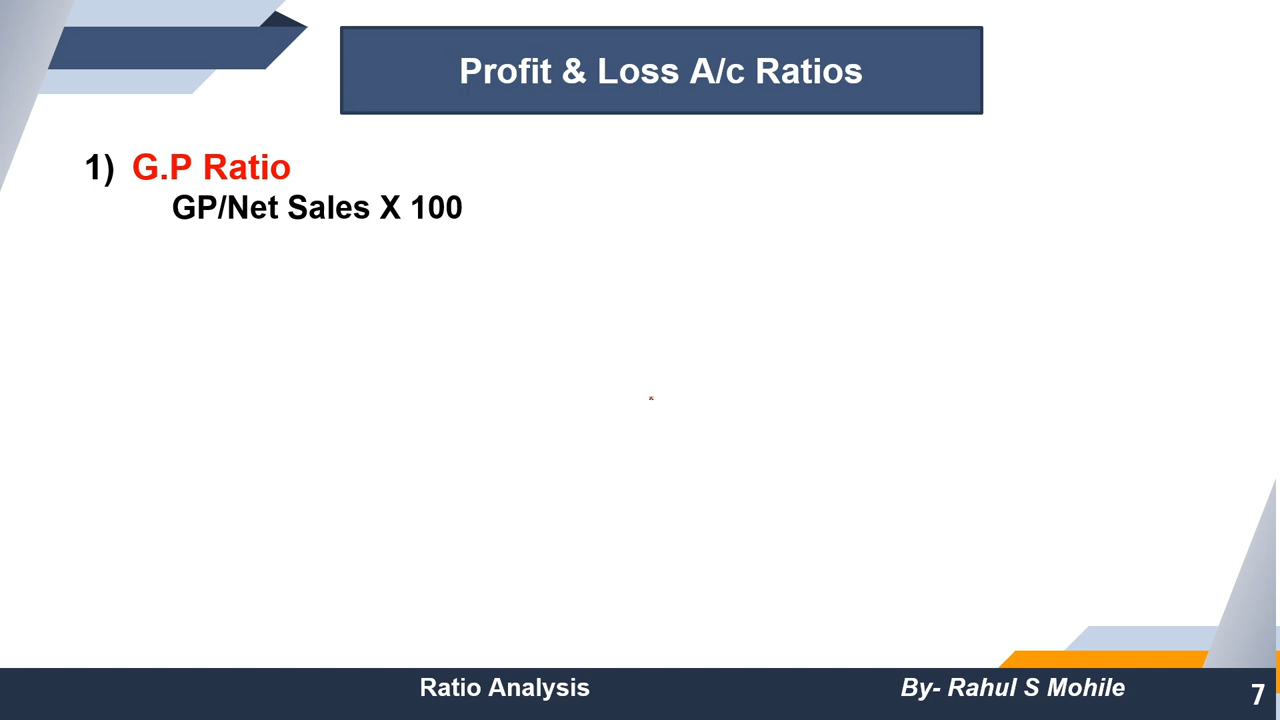 Profit & Loss A/c Ratios
1) G.P Ratio
GP/Net Sales X 100
Ratio Analysis
By- Rahul S Mohile
7